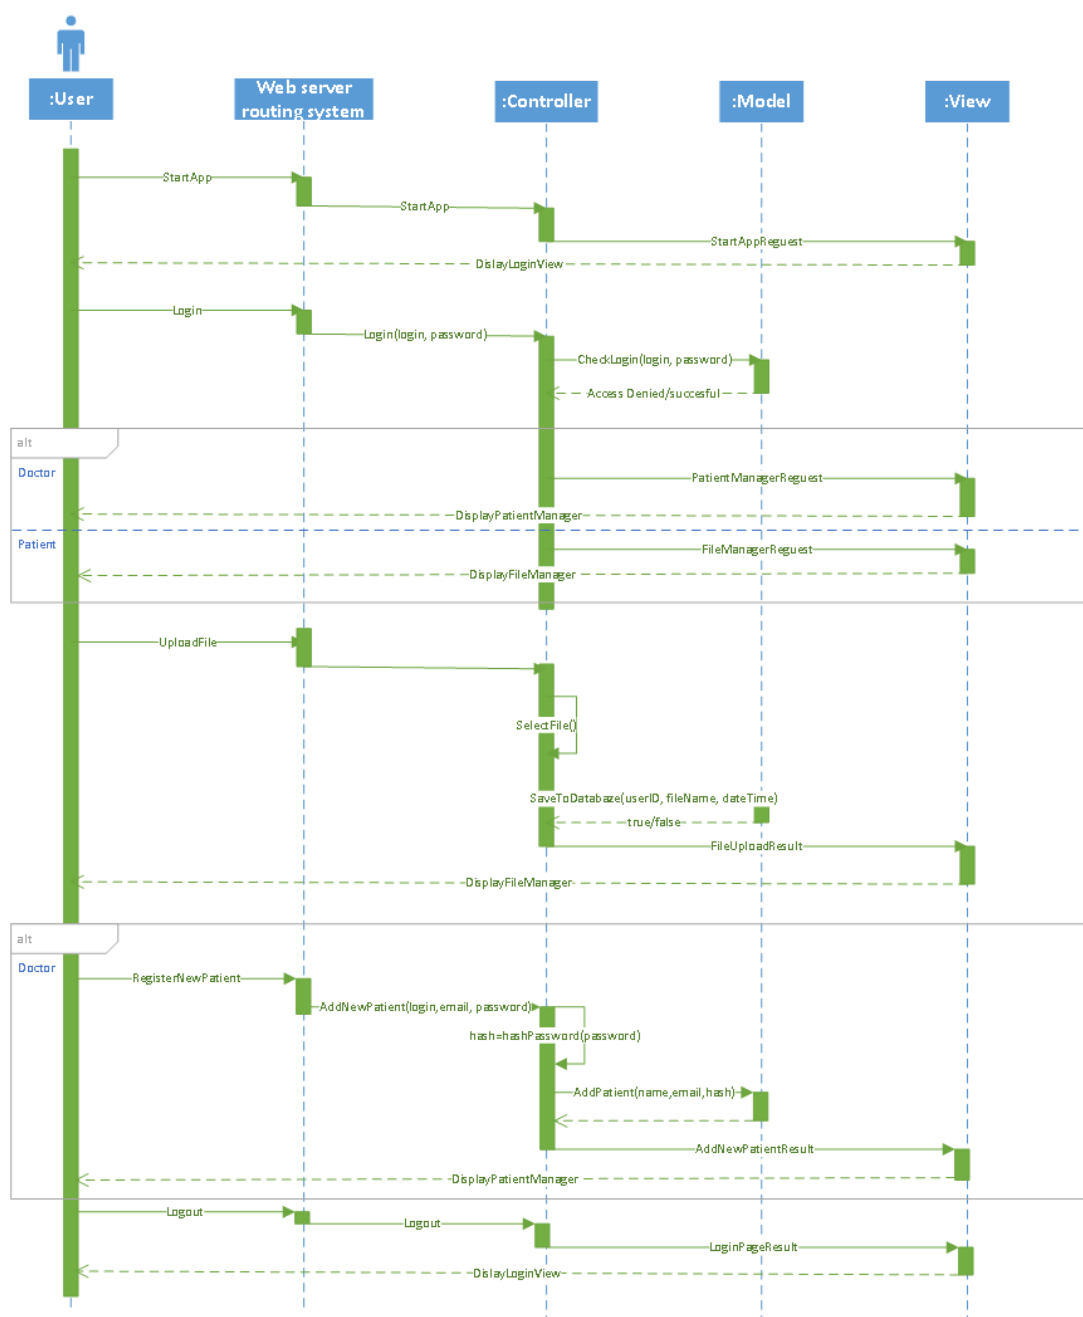 :User
Web server
routing system
:Controller
:Model
:View
StartApp
StartApp
StartAppReguest
DislayLoginView
Login
Login(login, password)
CheckLogin(login, password)
Access Denied/succesful
alt
Doctor
PatientManagerReguest
DisplayPatientManager
Patient
FileManagerReguest
DisplayFileManager
UploadFile
SelectFile()
SaveToDatabaze(userID, fileName, dateTime)
true/false
FileUploadResult
DisplayFileManager
alt
Doctor
RegisterNewPatient
AddNewPatient(login,email, password)
hash=hashPassword(password)
AddPatient(name,email,hash)
AddNewPatientResult
DisplayPatientManager
Logout
Logout
LoginPageResult
DislayLoginView